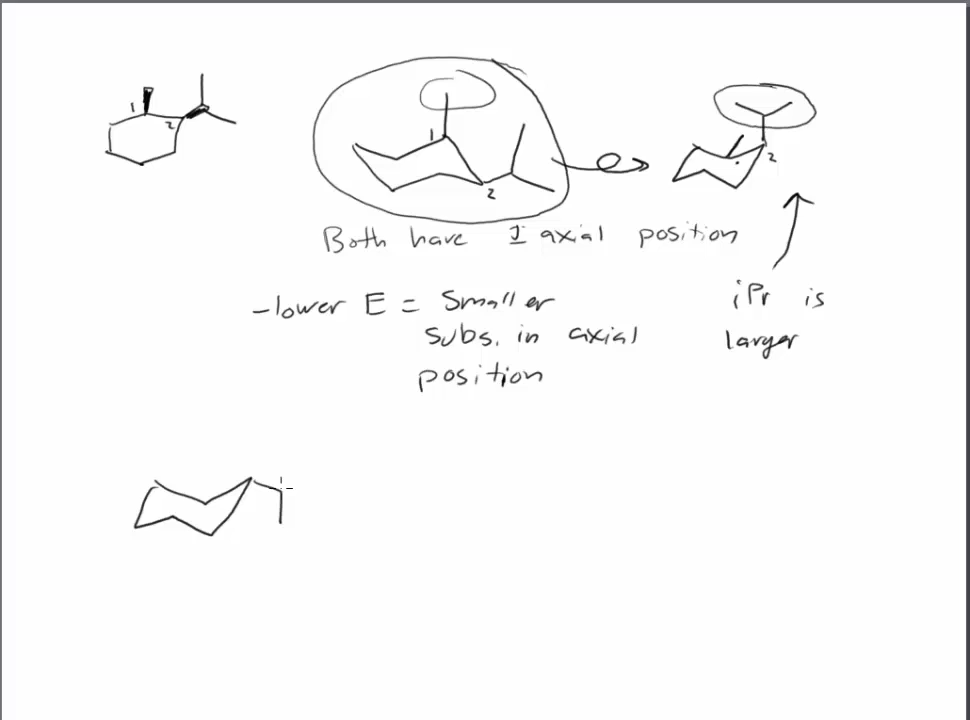 1
2
1
2
2
Both have 1 axial position
-lower E = Smaller
subs. in axial
position
iPr is
larger